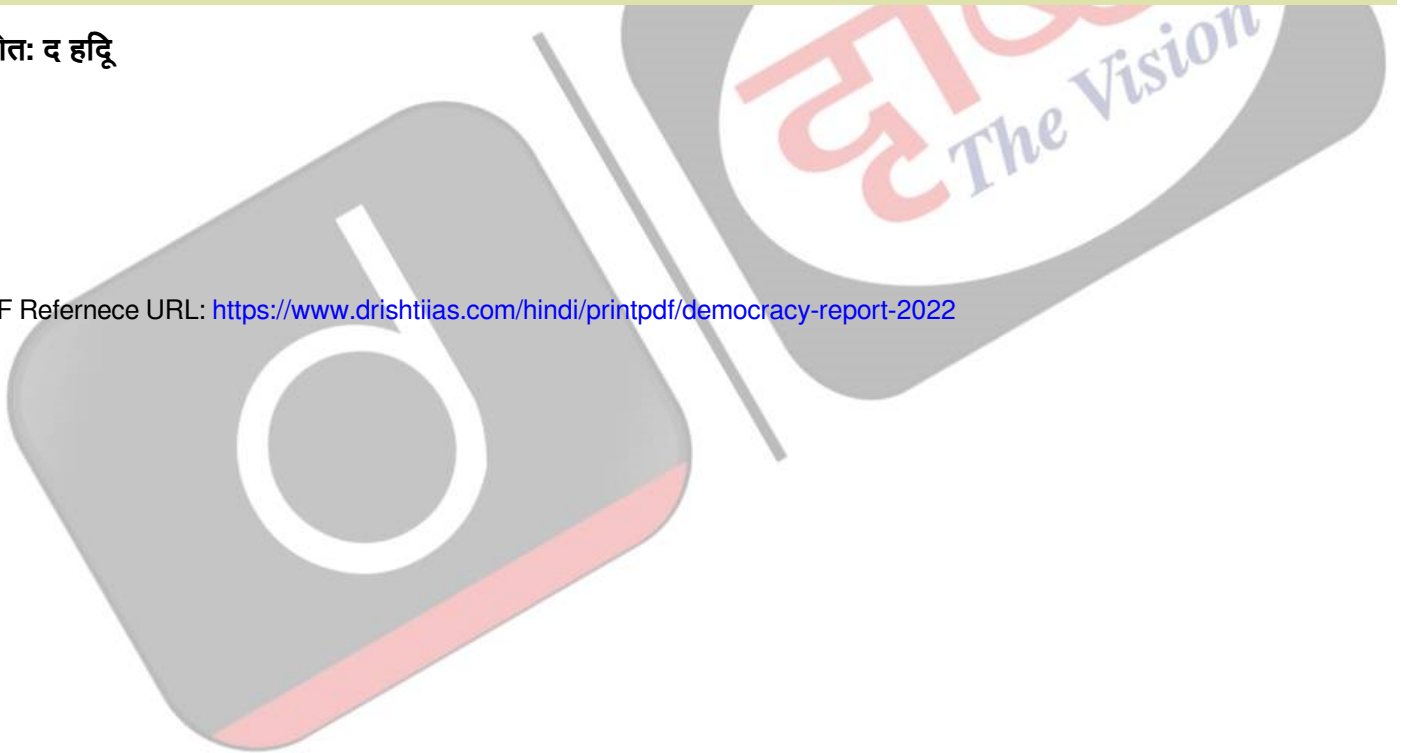 द हिंदू
The Vision
F Refernece URL: https://www.drishtiias.com/hindi/printpdf/democracy-report-2022